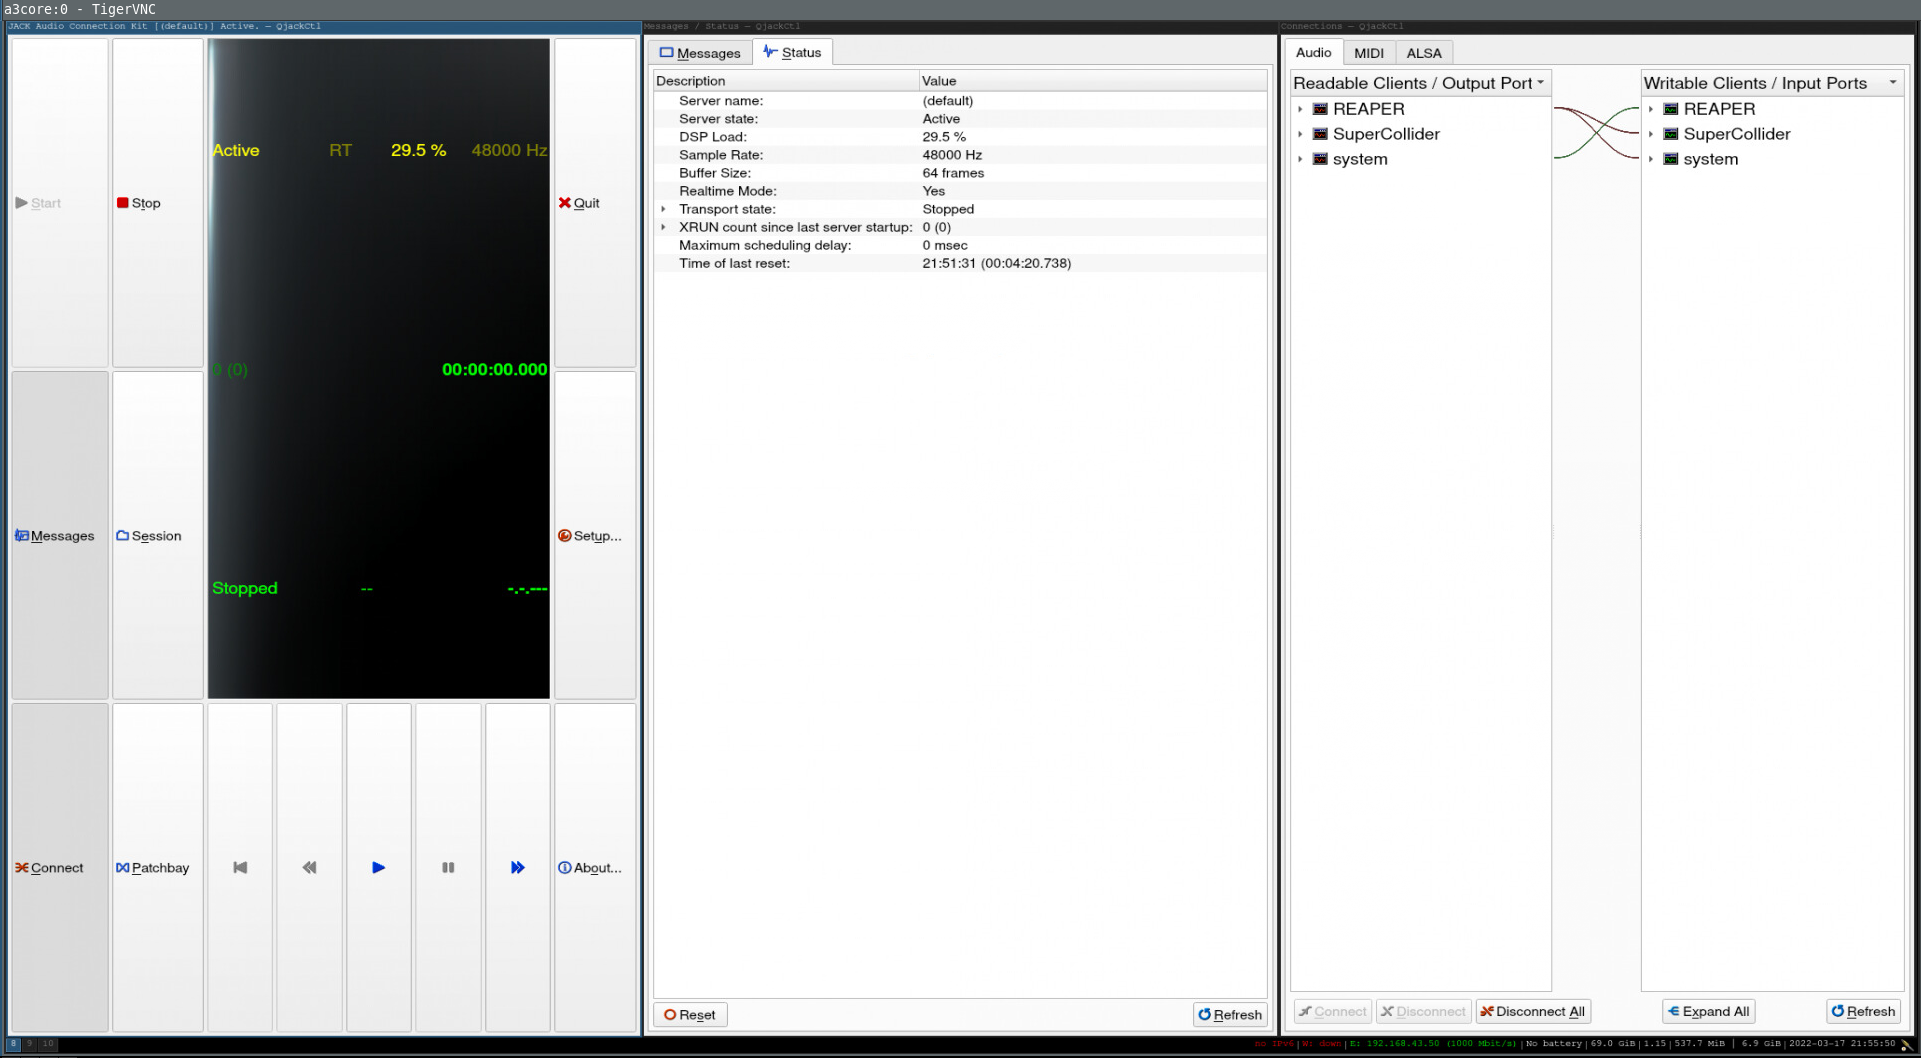 a3core:0 - TigerVNC
JACK Audio Connection Kit [(default)] Active. — QjackCtl
Start
Stop
Active RT 29.5 % 48000 Hz
0 (0) 00:00:00.000
Stopped -- -.-.---
Quit
Messages
Session
Setup...
Connect
Patchbay
About...
Messages / Status — QjackCtl
Messages Status
Description Value
Server name: (default)
Server state: Active
DSP Load: 29.5 %
Sample Rate: 48000 Hz
Buffer Size: 64 frames
Realtime Mode: Yes
Transport state: Stopped
XRUN count since last server startup: 0 (0)
Maximum scheduling delay: 0 msec
Time of last reset: 21:51:31 (00:04:20.738)
Reset Refresh
Connections — QjackCtl
Audio MIDI ALSA
Readable Clients / Output Port Writable Clients / Input Ports
REAPER REAPER
SuperCollider SuperCollider
system system
Connect Disconnect Disconnect All Expand All Refresh
8 9 10
no IPv6 | W: down | E: 192.168.43.50 (1000 Mbit/s) | No battery | 69.0 GiB | 1.15 | 537.7 MiB | 6.9 GiB | 2022-03-17 21:55:50